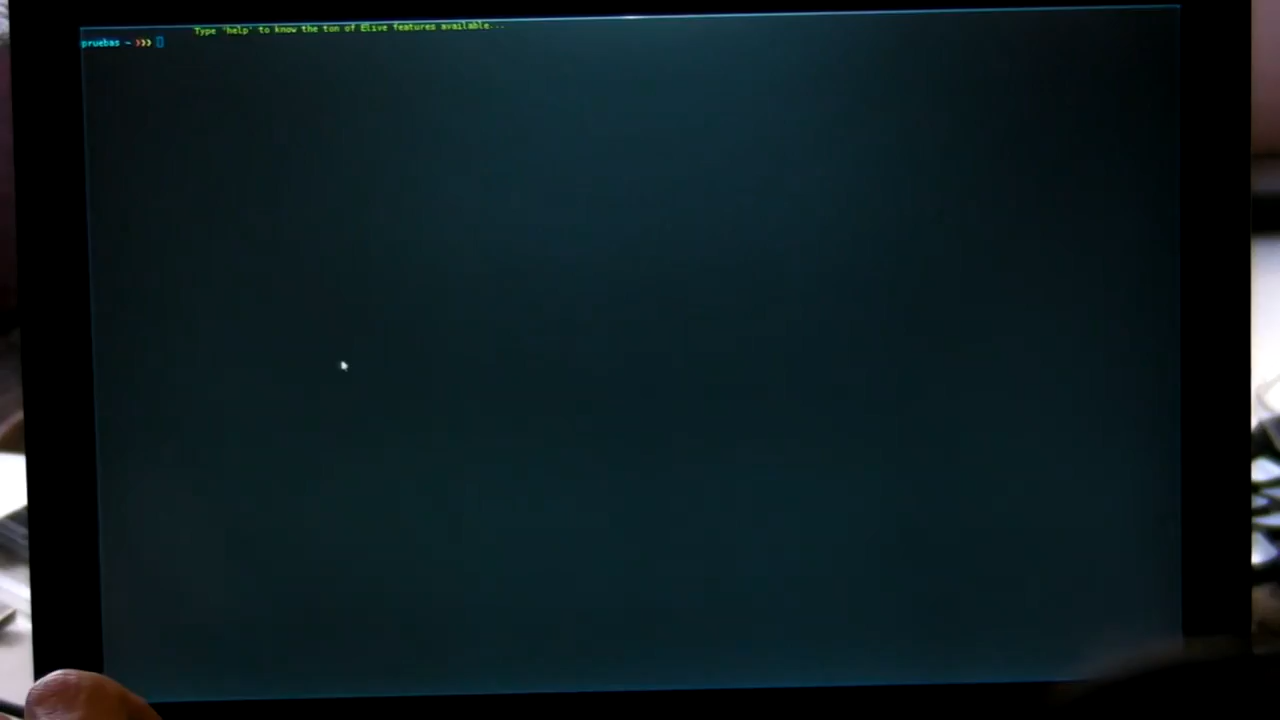 Type 'help' to know the ton of Elive features available...
pruebas ~ ❯❯❯